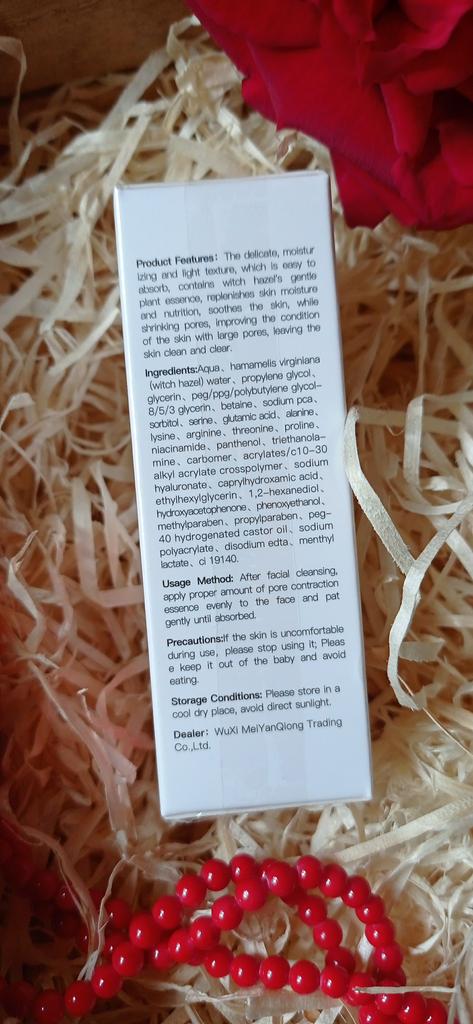 Product Features: The delicate, moistur
izing and light texture, which is easy to
absorb, contains witch hazel's gentle
plant essence, replenishes skin moisture
and nutrition, soothes the skin, while
shrinking pores, improving the condition
of the skin with large pores, leaving the
skin clean and clear.
Ingredients:Aqua、hamamelis virginiana
(witch hazel) water、propylene glycol、
glycerin、peg/ppg/polybutylene glycol-
8/5/3 glycerin、betaine、sodium pca、
sorbitol、serine、glutamic acid、alanine、
lysine、arginine、threonine、proline、
niacinamide、panthenol、triethanola-
mine、carbomer、acrylates/c10-30
alkyl acrylate crosspolymer、sodium
hyaluronate、caprylhydroxamic acid、
ethylhexylglycerin、1,2-hexanediol、
hydroxyacetophenone、phenoxyethanol、
methylparaben、propylparaben、peg-
40 hydrogenated castor oil、sodium
polyacrylate、disodium edta、menthyl
lactate、ci 19140.
Usage Method: After facial cleansing,
apply proper amount of pore contraction
essence evenly to the face and pat
gently until absorbed.
Precautions:If the skin is uncomfortable
during use, please stop using it; Pleas
e keep it out of the baby and avoid
eating.
Storage Conditions: Please store in a
cool dry place, avoid direct sunlight.
Dealer: WuXi MeiYanQiong Trading
Co.,Ltd.